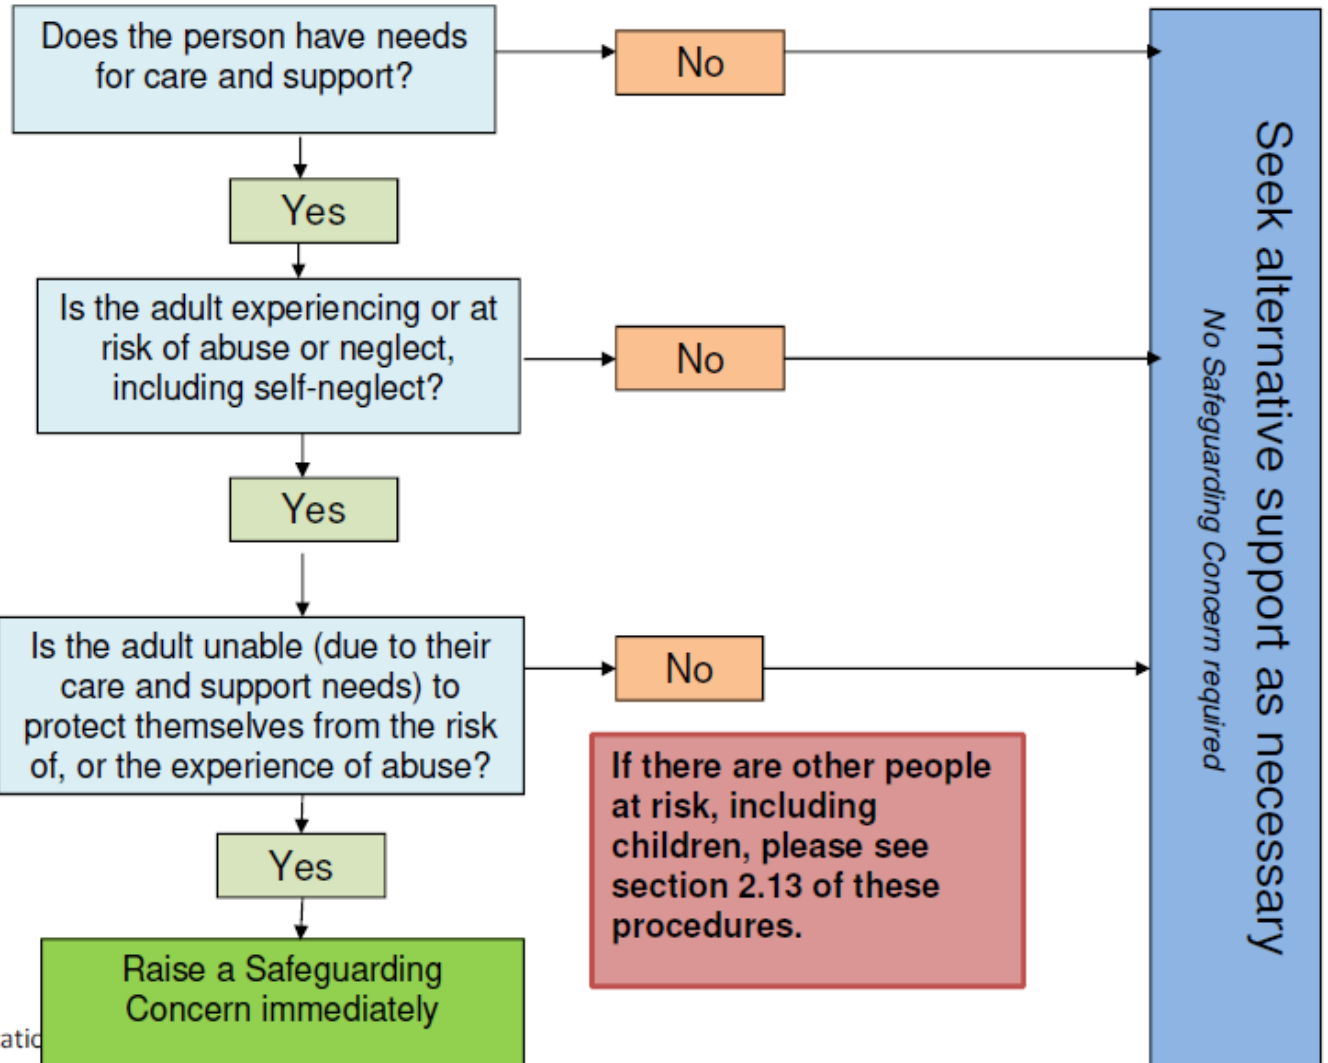 Does the person have needs
for care and support?
No
Yes
Is the adult experiencing or at
risk of abuse or neglect,
including self-neglect?
No
Yes
Is the adult unable (due to their
care and support needs) to
protect themselves from the risk
of, or the experience of abuse?
No
If there are other people
at risk, including
children, please see
section 2.13 of these
procedures.
Yes
Raise a Safeguarding
Concern immediately
Seek alternative support as necessary
No Safeguarding Concern required